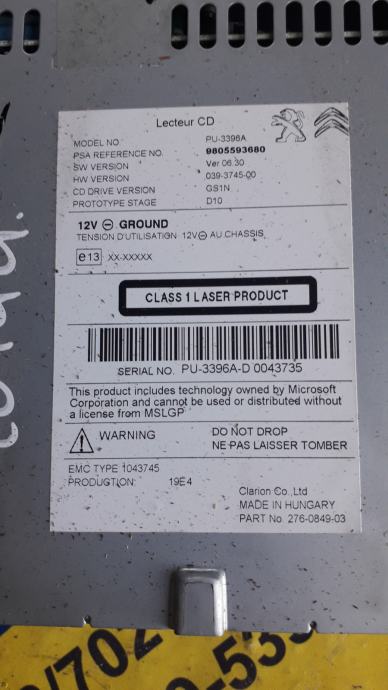 Lecteur CD
MODEL NO. PU-3396A
PSA REFERENCE NO. 9805593680
SW VERSION Ver 06.30
HW VERSION 039-3745-00
CD DRIVE VERSION GS1N
PROTOTYPE STAGE D10
12V ⊖ GROUND
TENSION D'UTILISATION 12V⊖ AU CHASSIS
e13 XX-XXXXX
CLASS 1 LASER PRODUCT
SERIAL NO. PU-3396A-D 0043735
This product includes technology owned by Microsoft
Corporation and cannot be used or distributed without
a license from MSLGP
WARNING DO NOT DROP
NE PAS LAISSER TOMBER
EMC TYPE 1043745
PRODUCTION: 19E4
Clarion Co.,Ltd
MADE IN HUNGARY
PART No. 276-0849-03